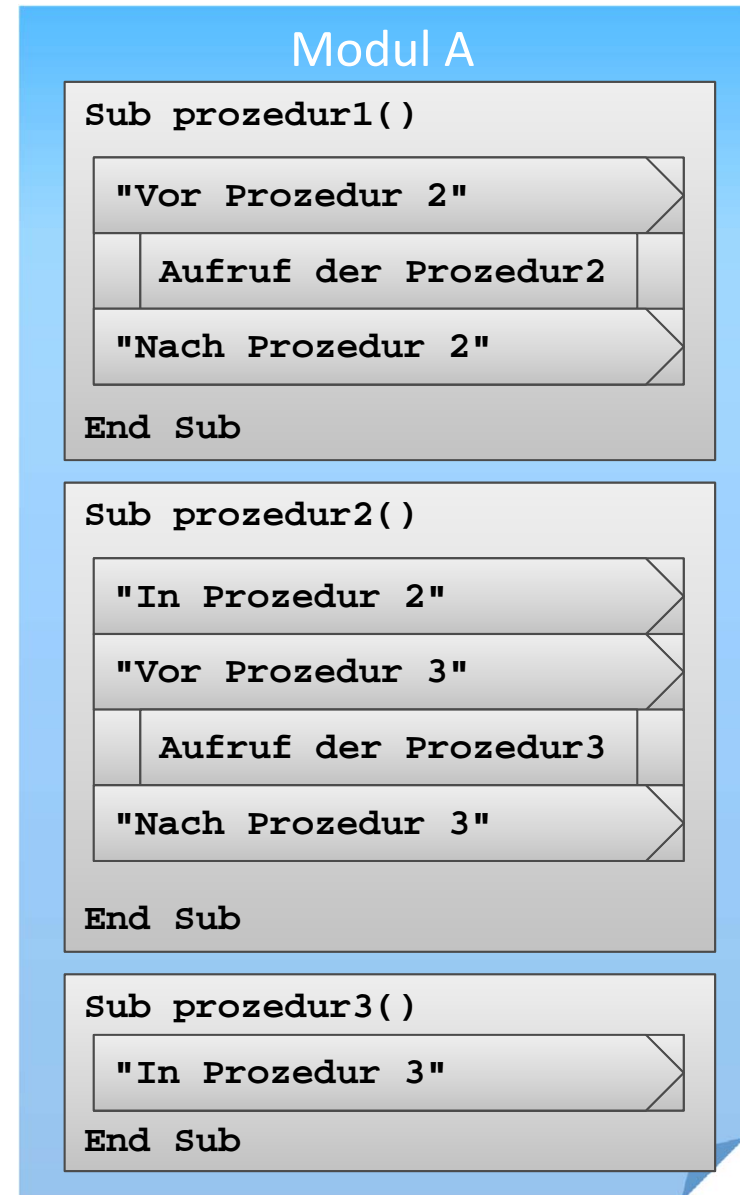 Modul A
Sub prozedur1()
"Vor Prozedur 2"
Aufruf der Prozedur2
"Nach Prozedur 2"
End Sub
Sub prozedur2()
"In Prozedur 2"
"Vor Prozedur 3"
Aufruf der Prozedur3
"Nach Prozedur 3"
End Sub
Sub prozedur3()
"In Prozedur 3"
End Sub